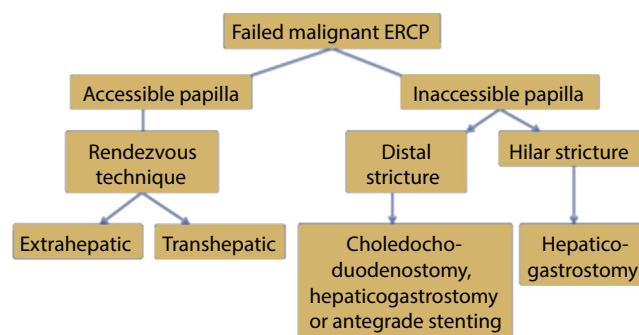 Failed malignant ERCP
Accessible papilla
Inaccessible papilla
Rendezvous
technique
Distal
stricture
Hilar stricture
Extrahepatic
Transhepatic
Choledocho-
duodenostomy,
hepaticogastrostomy
or antegrade stenting
Hepatico-
gastrostomy